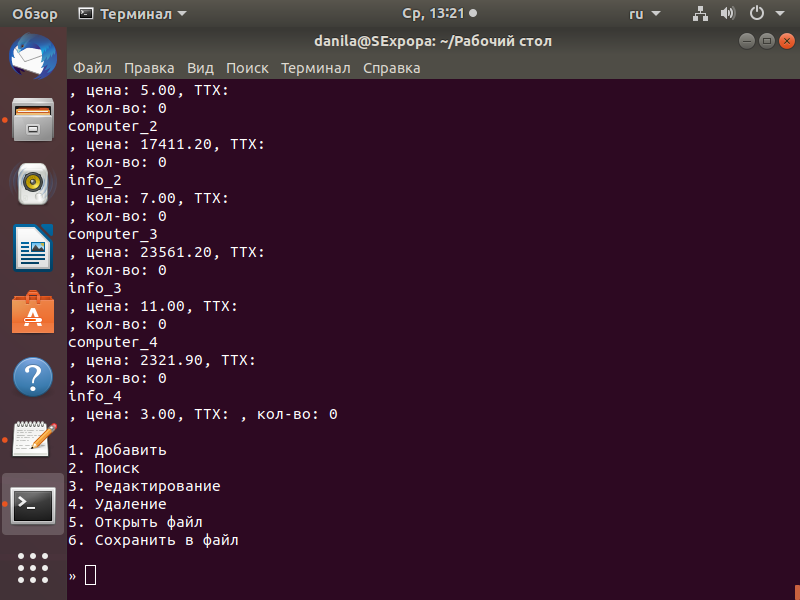 Обзор Терминал Ср, 13:21 ru
danila@SExpopa: ~/Рабочий стол
Файл Правка Вид Поиск Терминал Справка
, цена: 5.00, ТТХ:
, кол-во: 0
computer_2
, цена: 17411.20, ТТХ:
, кол-во: 0
info_2
, цена: 7.00, ТТХ:
, кол-во: 0
computer_3
, цена: 23561.20, ТТХ:
, кол-во: 0
info_3
, цена: 11.00, ТТХ:
, кол-во: 0
computer_4
, цена: 2321.90, ТТХ:
, кол-во: 0
info_4
, цена: 3.00, ТТХ: , кол-во: 0
1. Добавить
2. Поиск
3. Редактирование
4. Удаление
5. Открыть файл
6. Сохранить в файл
»